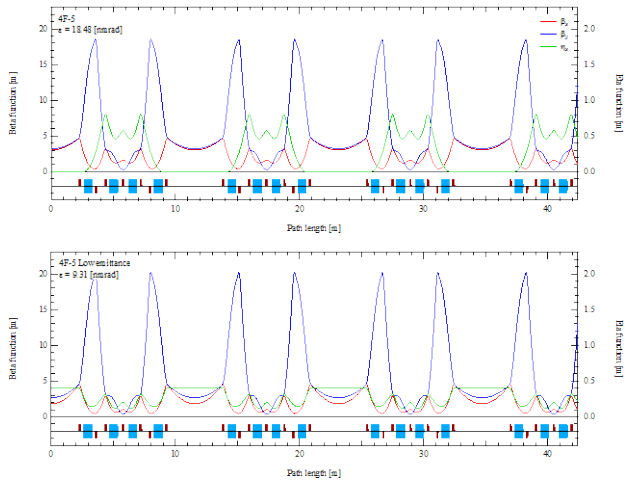 4F-5
ε = 18.48 [nmrad]
βx
βy
ηx
Beta function [m]
Eta function [m]
20
15
10
5
0
2.0
1.5
1.0
0.5
0.0
0 10 20 30 40
Path length [m]
4F-5 Lowemittance
ε = 9.31 [nmrad]
Beta function [m]
Eta function [m]
20
15
10
5
0
2.0
1.5
1.0
0.5
0.0
0 10 20 30 40
Path length [m]